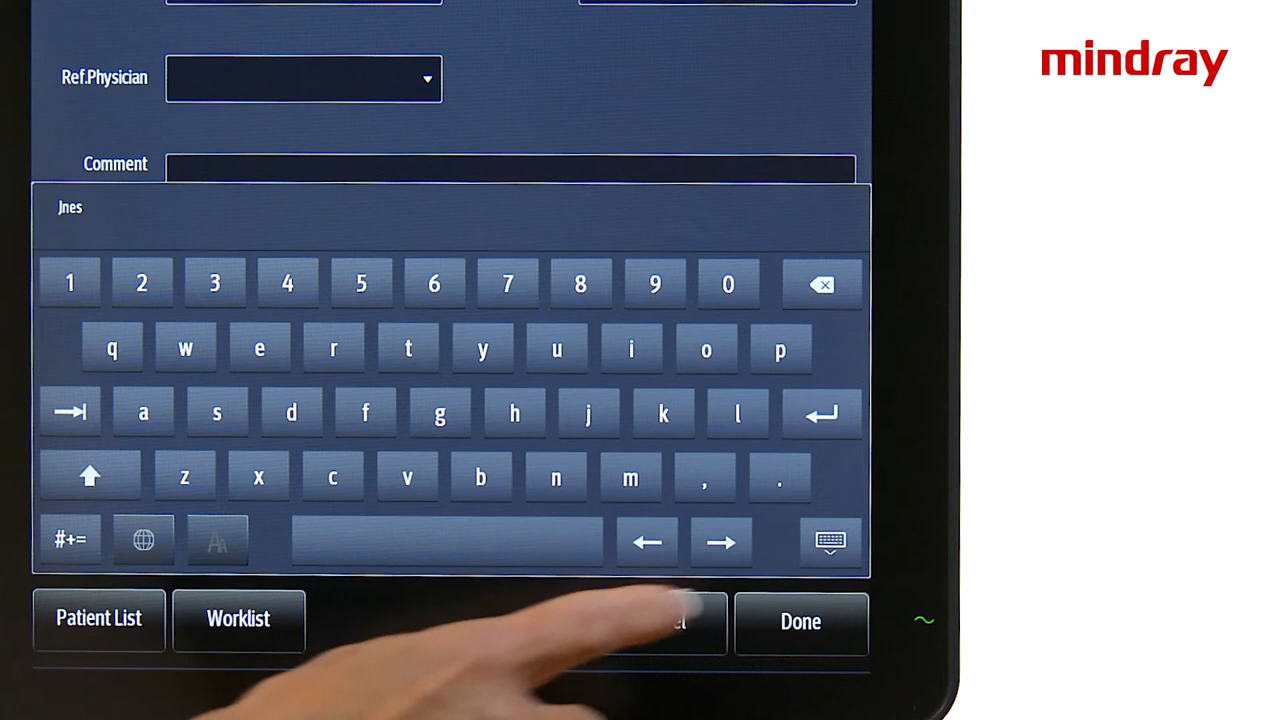 mindray
Ref.Physician
Comment
Jnes
1 2 3 4 5 6 7 8 9 0
q w e r t y u i o p
a s d f g h j k l
z x c v b n m , .
#+= AA
Patient List Worklist Done